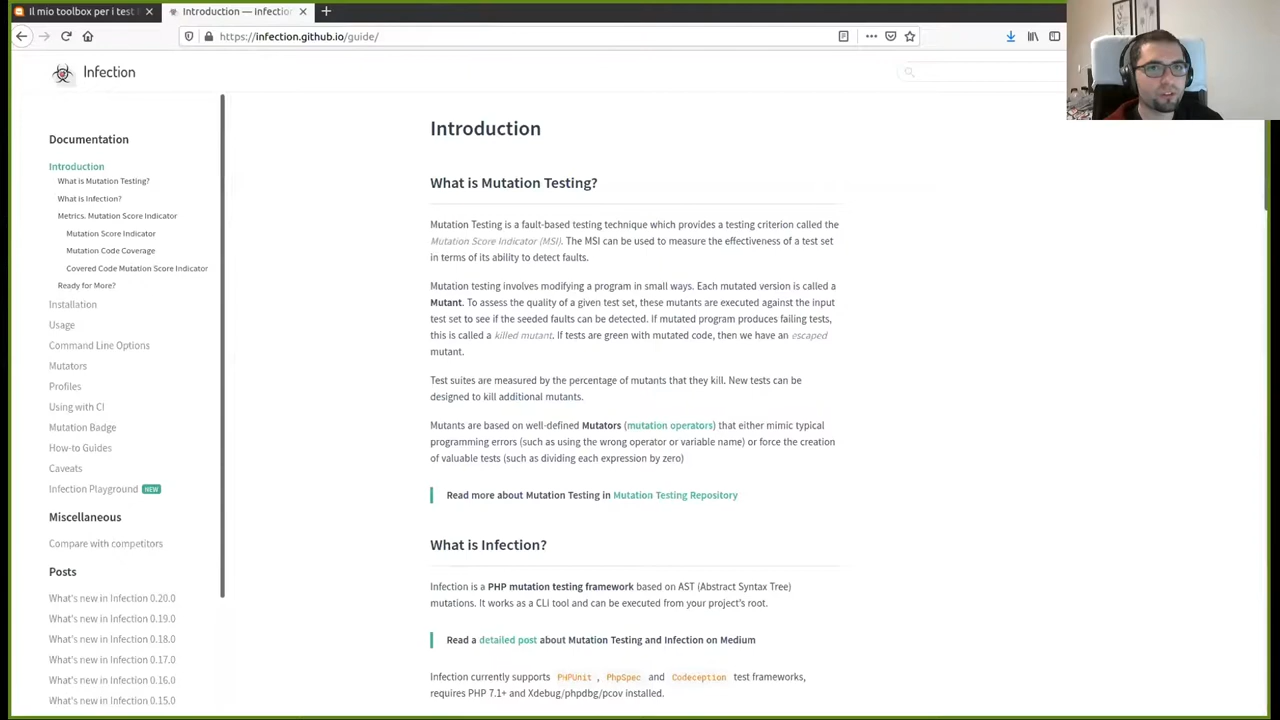 Il mio toolbox per i test
Introduction — Infection
https://infection.github.io/guide/
Infection
Documentation
Introduction
What is Mutation Testing?
What is Infection?
Metrics. Mutation Score Indicator
Mutation Score Indicator
Mutation Code Coverage
Covered Code Mutation Score Indicator
Ready for More?
Installation
Usage
Command Line Options
Mutators
Profiles
Using with CI
Mutation Badge
How-to Guides
Caveats
Infection Playground NEW
Miscellaneous
Compare with competitors
Posts
What's new in Infection 0.20.0
What's new in Infection 0.19.0
What's new in Infection 0.18.0
What's new in Infection 0.17.0
What's new in Infection 0.16.0
What's new in Infection 0.15.0
Introduction
What is Mutation Testing?
Mutation Testing is a fault-based testing technique which provides a testing criterion called the
Mutation Score Indicator (MSI). The MSI can be used to measure the effectiveness of a test set
in terms of its ability to detect faults.
Mutation testing involves modifying a program in small ways. Each mutated version is called a
Mutant. To assess the quality of a given test set, these mutants are executed against the input
test set to see if the seeded faults can be detected. If mutated program produces failing tests,
this is called a killed mutant. If tests are green with mutated code, then we have an escaped
mutant.
Test suites are measured by the percentage of mutants that they kill. New tests can be
designed to kill additional mutants.
Mutants are based on well-defined Mutators (mutation operators) that either mimic typical
programming errors (such as using the wrong operator or variable name) or force the creation
of valuable tests (such as dividing each expression by zero)
Read more about Mutation Testing in Mutation Testing Repository
What is Infection?
Infection is a PHP mutation testing framework based on AST (Abstract Syntax Tree)
mutations. It works as a CLI tool and can be executed from your project's root.
Read a detailed post about Mutation Testing and Infection on Medium
Infection currently supports PHPUnit , PhpSpec and Codeception test frameworks,
requires PHP 7.1+ and Xdebug/phpdbg/pcov installed.